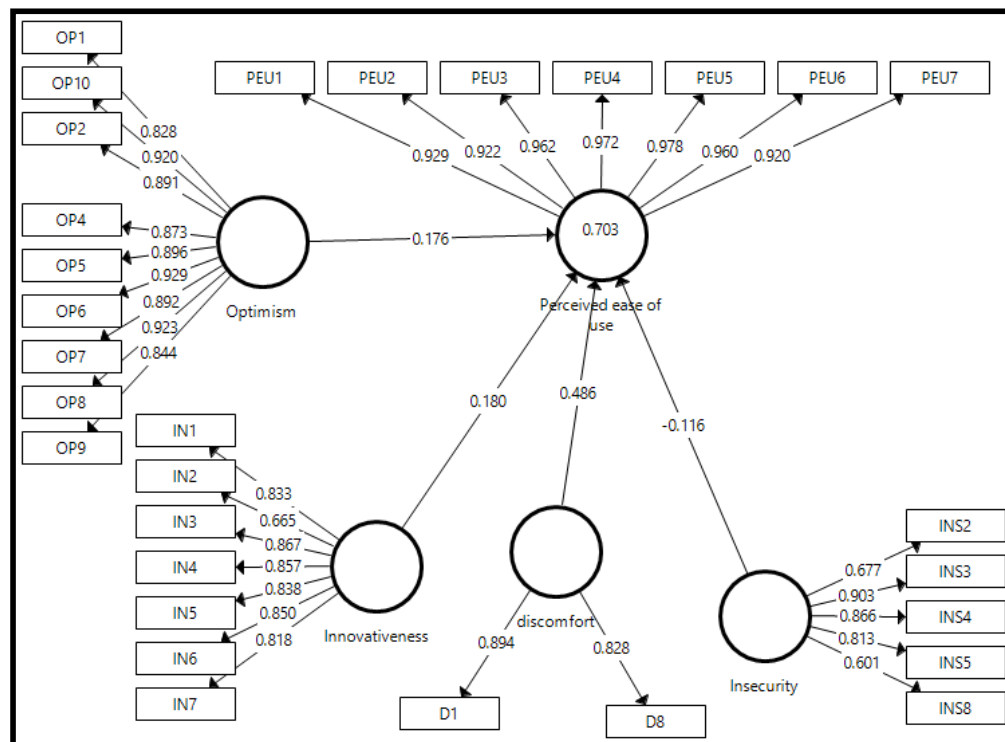 OP1
OP10
OP2
OP4
OP5
OP6
OP7
OP8
OP9
0.828
0.920
0.891
0.873
0.896
0.929
0.892
0.923
0.844
Optimism
0.176
PEU1
PEU2
PEU3
PEU4
PEU5
PEU6
PEU7
0.929
0.922
0.962
0.972
0.978
0.960
0.920
0.703
Perceived ease of
use
0.180
0.486
-0.116
IN1
IN2
IN3
IN4
IN5
IN6
IN7
0.833
0.665
0.867
0.857
0.838
0.850
0.818
Innovativeness
discomfort
0.894
0.828
D1
D8
Insecurity
0.677
0.903
0.866
0.813
0.601
INS2
INS3
INS4
INS5
INS8